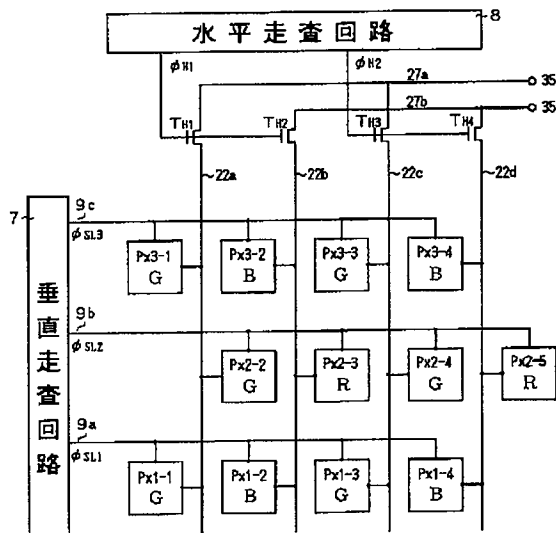 水平走査回路
8
φH1
φH2
27a
35
27b
35
TH1
TH2
TH3
TH4
22a
22b
22c
22d
7
垂直走査回路
9c
φSL3
Px3-1
G
Px3-2
B
Px3-3
G
Px3-4
B
9b
φSL2
Px2-2
G
Px2-3
R
Px2-4
G
Px2-5
R
9a
φSL1
Px1-1
G
Px1-2
B
Px1-3
G
Px1-4
B